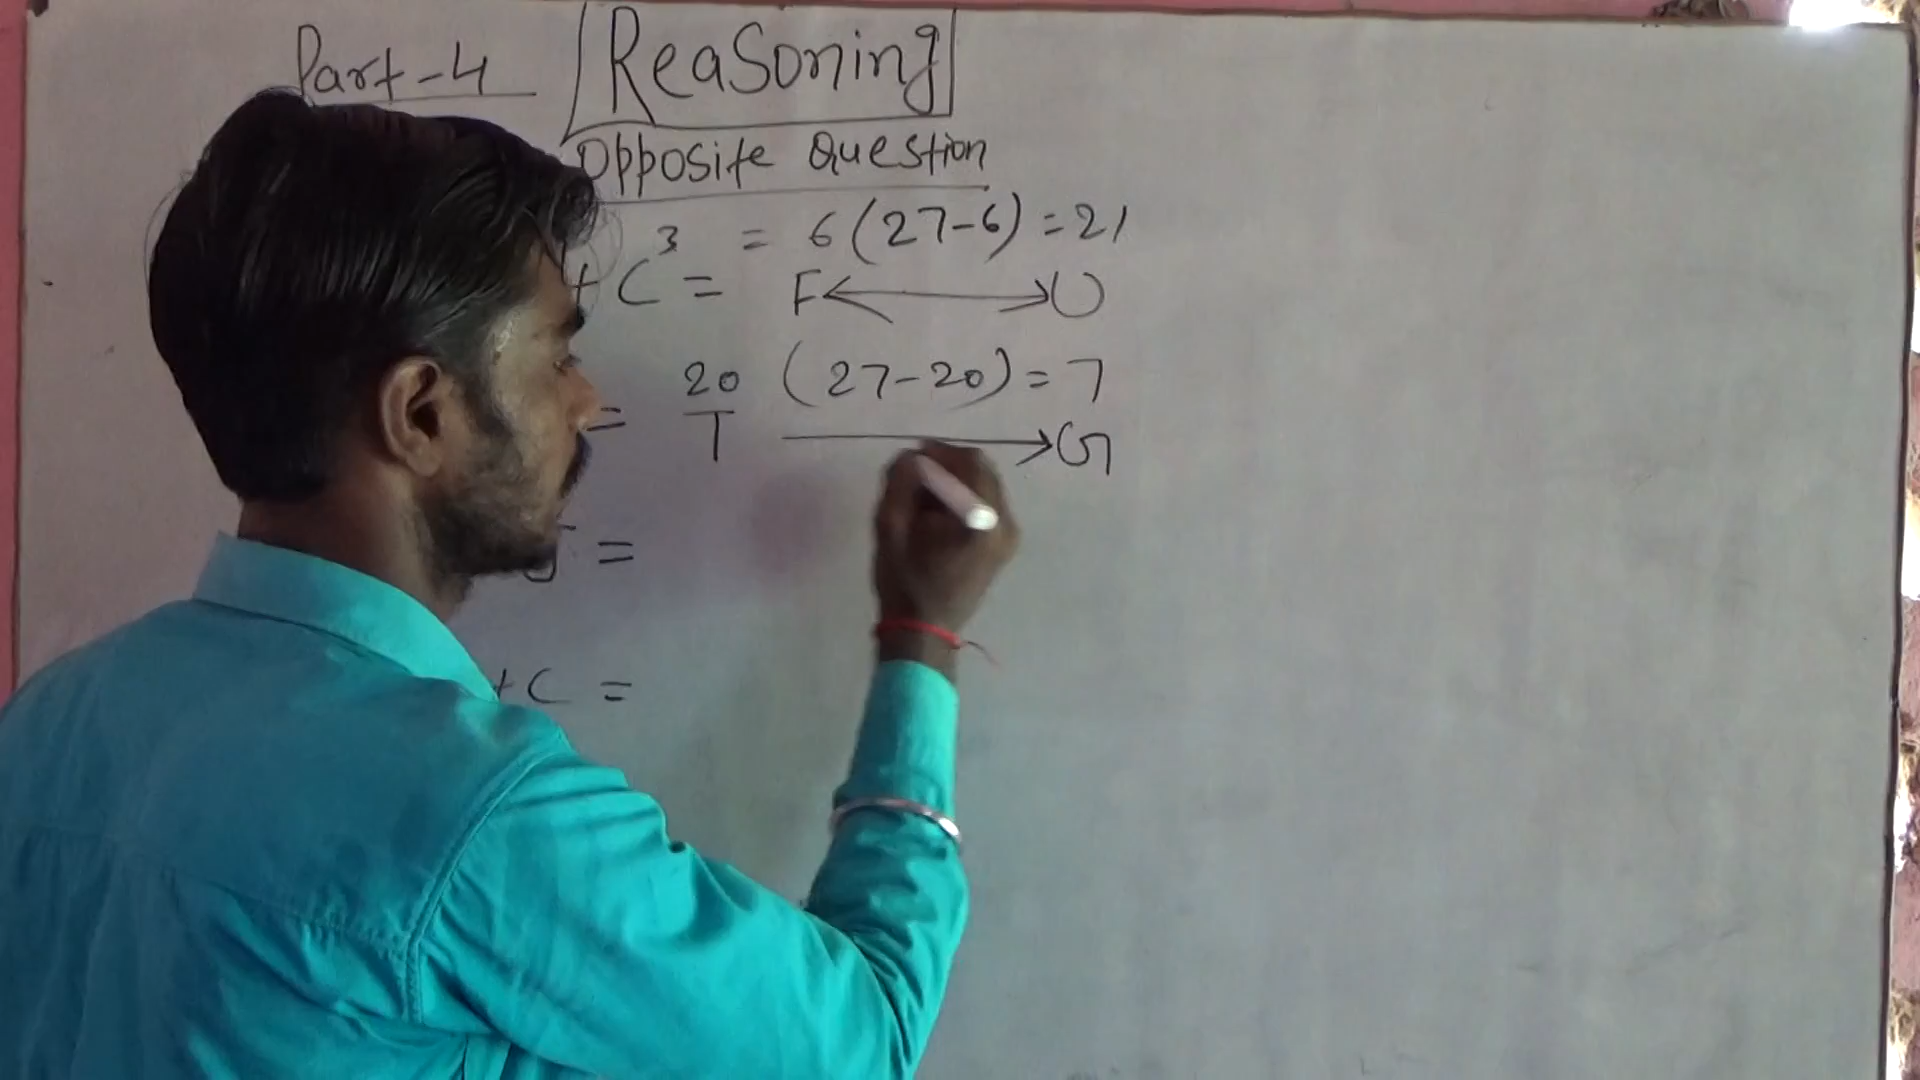 Part-4 Reasoning
Opposite Question
3 = 6 (27-6) = 21
+ C = F U
20 (27-20) = 7
= T G
=
+ C =